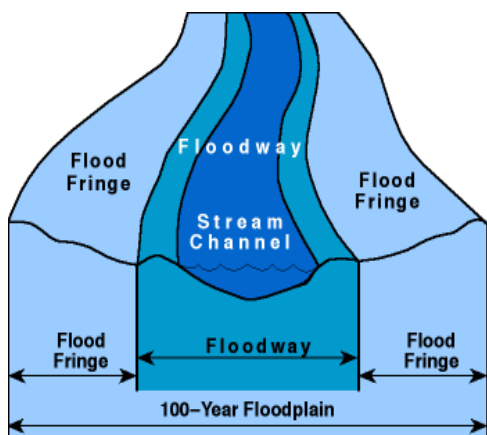 Floodway
Flood
Fringe
Flood
Fringe
Stream
Channel
Flood
Fringe
Floodway
Flood
Fringe
100-Year Floodplain